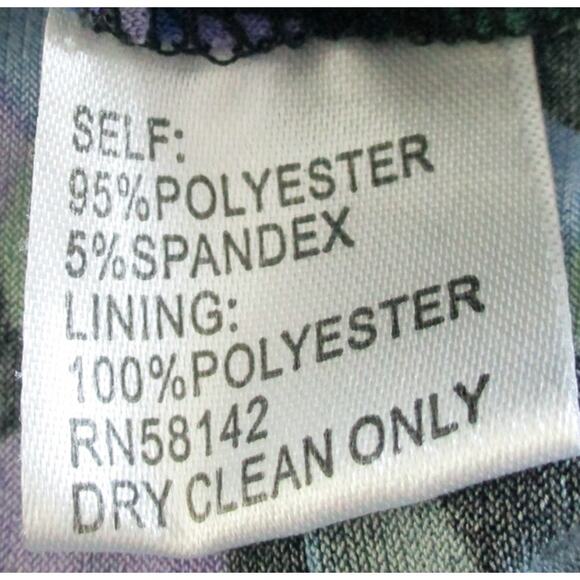 SELF:
95%POLYESTER
5%SPANDEX
LINING:
100%POLYESTER
RN58142
DRY CLEAN ONLY